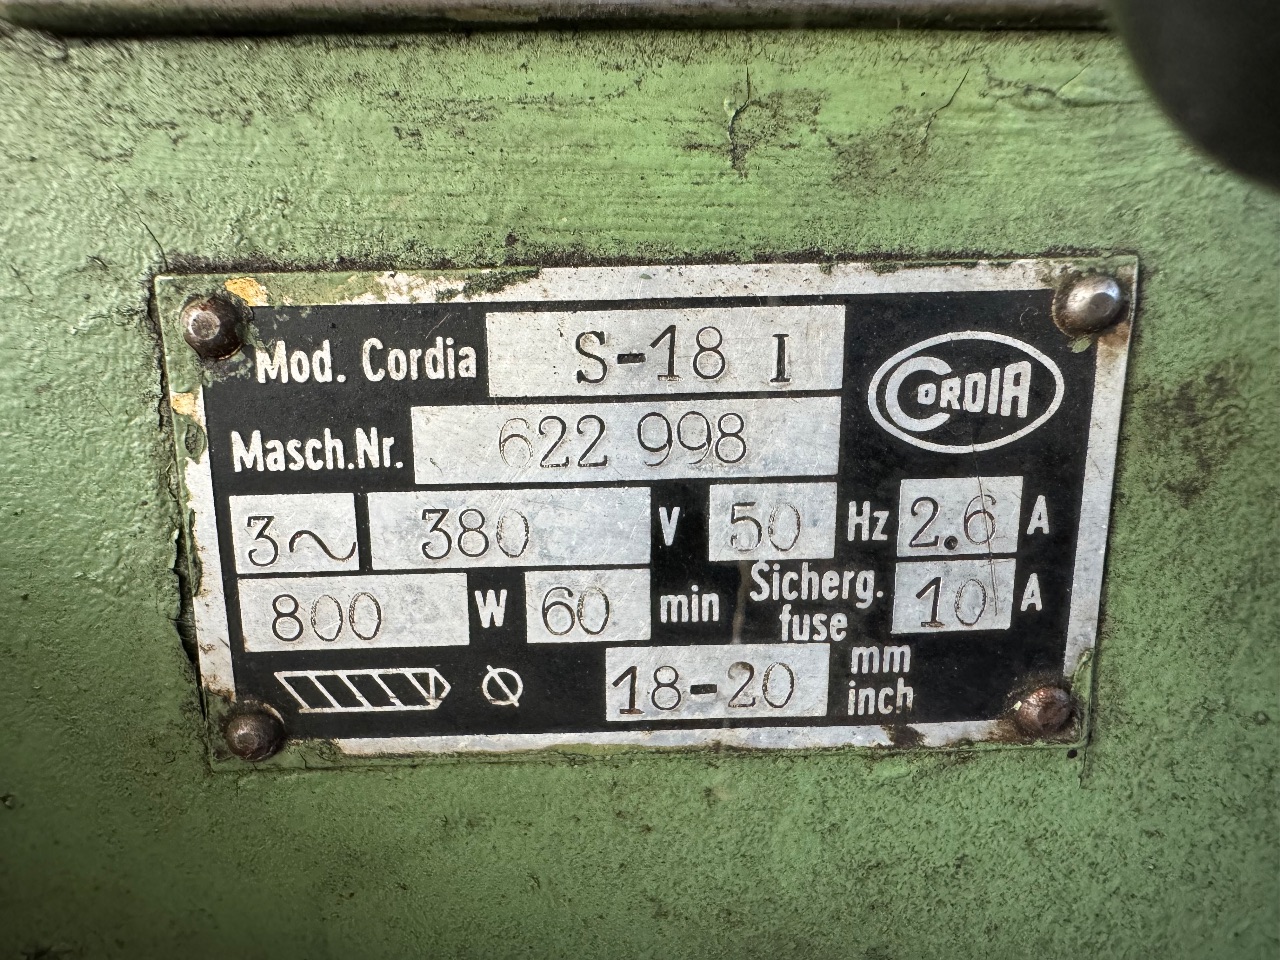 Mod. Cordia S-18 I
CORDIA
Masch.Nr. 622 998
3~ 380 V 50 Hz 2.6 A
800 W 60 min Sicherg. fuse 10 A
Ø 18-20 mm inch